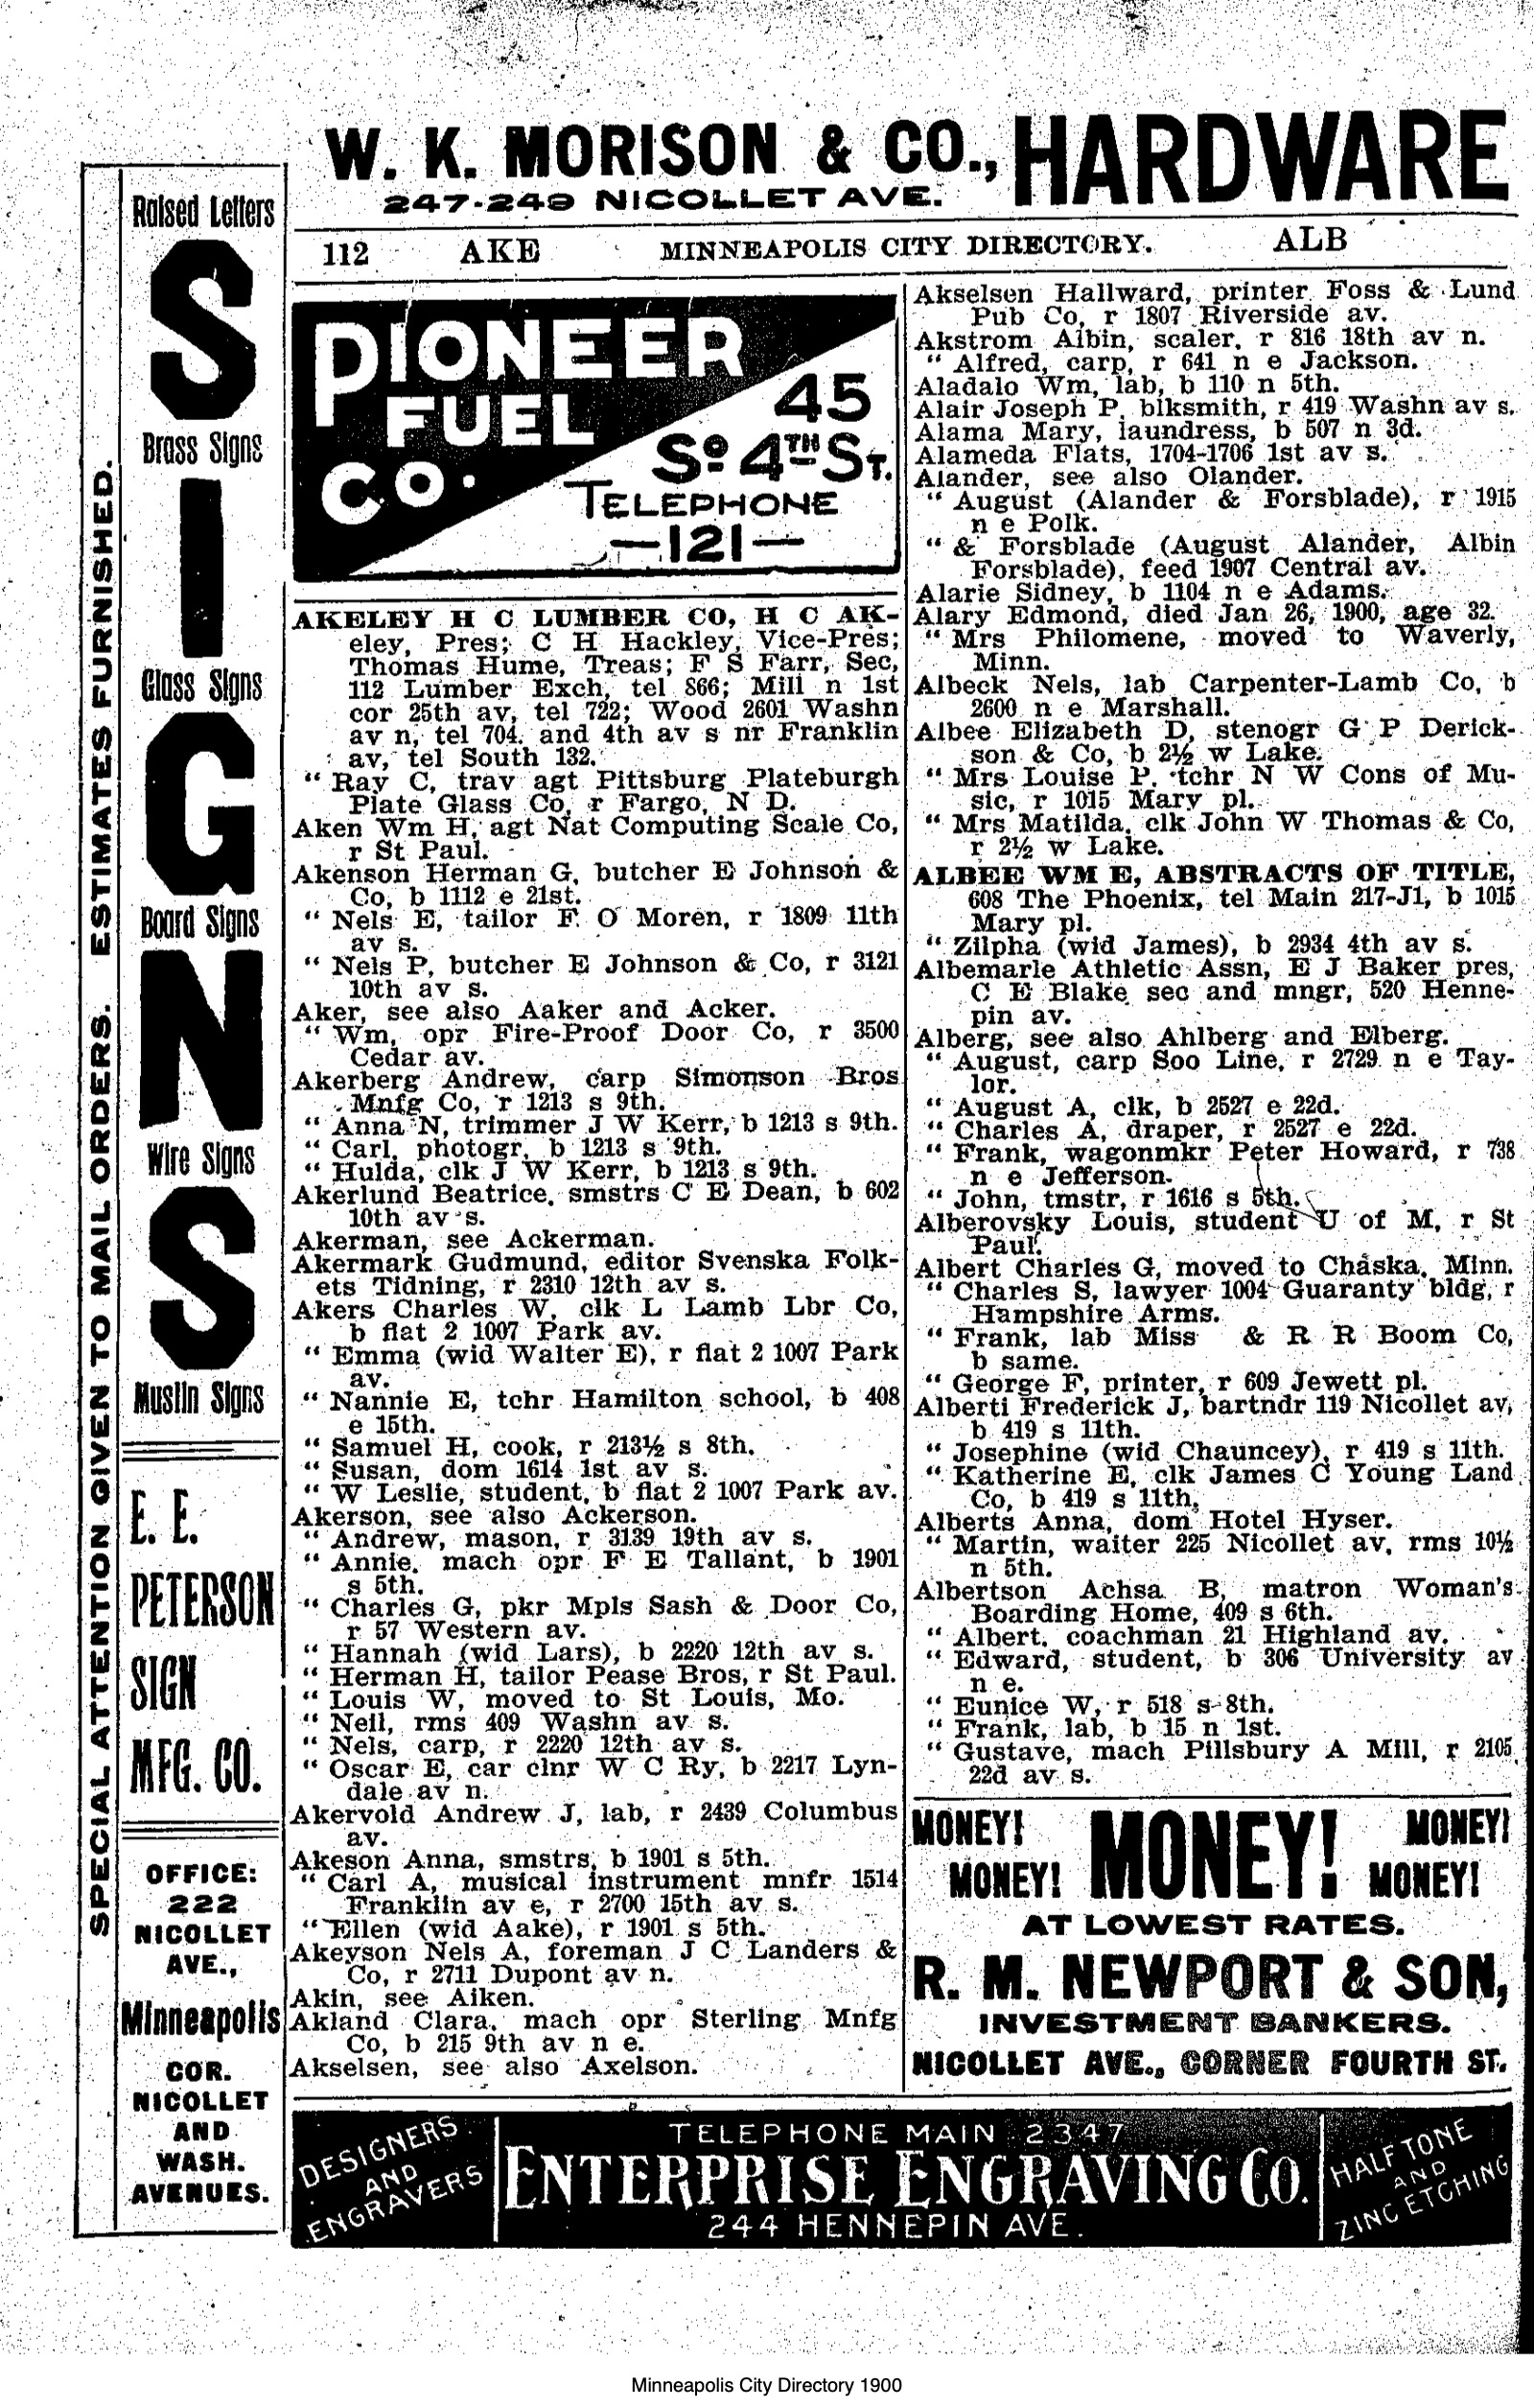 W. K. MORISON & CO., HARDWARE
247-249 NICOLLET AVE.
112 AKE MINNEAPOLIS CITY DIRECTORY. ALB
SPECIAL ATTENTION GIVEN TO MAIL ORDERS. ESTIMATES FURNISHED.
Raised Letters
S
Brass Signs
I
Glass Signs
G
Board Signs
N
Wire Signs
S
Muslin Signs
E. E.
PETERSON
SIGN
MFG. CO.
OFFICE:
222
NICOLLET
AVE.,
Minneapolis
COR.
NICOLLET
AND
WASH.
AVENUES.
PIONEER
FUEL
CO.
45
So. 4TH ST.
TELEPHONE
—121—
AKELEY H C LUMBER CO, H C AK-
eley, Pres; C H Hackley, Vice-Pres;
Thomas Hume, Treas; F S Farr, Sec,
112 Lumber Exch, tel 866; Mill n 1st
cor 25th av, tel 722; Wood 2601 Washn
av n, tel 704, and 4th av s nr Franklin
av, tel South 132.
" Ray C, trav agt Pittsburg Plateburgh
Plate Glass Co, r Fargo, N D.
Aken Wm H, agt Nat Computing Scale Co,
r St Paul.
Akenson Herman G, butcher E Johnson &
Co, b 1112 e 21st.
" Nels E, tailor F O Moren, r 1809 11th
av s.
" Nels P, butcher E Johnson & Co, r 3121
10th av s.
Aker, see also Aaker and Acker.
" Wm, opr Fire-Proof Door Co, r 3500
Cedar av.
Akerberg Andrew, carp Simonson Bros
Mnfg Co, r 1213 s 9th.
" Anna N, trimmer J W Kerr, b 1213 s 9th.
" Carl, photogr, b 1213 s 9th.
" Hulda, clk J W Kerr, b 1213 s 9th.
Akerlund Beatrice, smstrs C E Dean, b 602
10th av s.
Akerman, see Ackerman.
Akermark Gudmund, editor Svenska Folk-
ets Tidning, r 2310 12th av s.
Akers Charles W, clk L Lamb Lbr Co,
b flat 2 1007 Park av.
" Emma (wid Walter E), r flat 2 1007 Park
av.
" Nannie E, tchr Hamilton school, b 408
e 15th.
" Samuel H, cook, r 213½ s 8th.
" Susan, dom 1614 1st av s.
" W Leslie, student, b flat 2 1007 Park av.
Akerson, see also Ackerson.
" Andrew, mason, r 3139 19th av s.
" Annie, mach opr F E Tallant, b 1901
s 5th.
" Charles G, pkr Mpls Sash & Door Co,
r 57 Western av.
" Hannah (wid Lars), b 2220 12th av s.
" Herman H, tailor Pease Bros, r St Paul.
" Louis W, moved to St Louis, Mo.
" Neil, rms 409 Washn av s.
" Nels, carp, r 2220 12th av s.
" Oscar E, car clnr W C Ry, b 2217 Lyn-
dale av n.
Akervold Andrew J, lab, r 2439 Columbus
av.
Akeson Anna, smstrs, b 1901 s 5th.
" Carl A, musical instrument mnfr 1514
Franklin av e, r 2700 15th av s.
" Ellen (wid Aake), r 1901 s 5th.
Akeyson Nels A, foreman J C Landers &
Co, r 2711 Dupont av n.
Akin, see Aiken.
Akland Clara, mach opr Sterling Mnfg
Co, b 215 9th av n e.
Akselsen, see also Axelson.
Akselsen Hallward, printer Foss & Lund
Pub Co, r 1807 Riverside av.
Akstrom Albin, scaler, r 816 18th av n.
" Alfred, carp, r 641 n e Jackson.
Aladalo Wm, lab, b 110 n 5th.
Alair Joseph P, blksmith, r 419 Washn av s.
Alama Mary, laundress, b 507 n 3d.
Alameda Flats, 1704-1706 1st av s.
Alander, see also Olander.
" August (Alander & Forsblade), r 1915
n e Polk.
" & Forsblade (August Alander, Albin
Forsblade), feed 1907 Central av.
Alarie Sidney, b 1104 n e Adams.
Alary Edmond, died Jan 26, 1900, age 32.
" Mrs Philomene, moved to Waverly,
Minn.
Albeck Nels, lab Carpenter-Lamb Co, b
2600 n e Marshall.
Albee Elizabeth D, stenogr G P Derick-
son & Co, b 2½ w Lake.
" Mrs Louise P, tchr N W Cons of Mu-
sic, r 1015 Mary pl.
" Mrs Matilda, clk John W Thomas & Co,
r 2½ w Lake.
ALBEE WM E, ABSTRACTS OF TITLE,
608 The Phoenix, tel Main 217-J1, b 1015
Mary pl.
" Zilpha (wid James), b 2934 4th av s.
Albemarle Athletic Assn, E J Baker pres,
C E Blake sec and mngr, 520 Henne-
pin av.
Alberg, see also Ahlberg and Elberg.
" August, carp Soo Line, r 2729 n e Tay-
lor.
" August A, clk, b 2527 e 22d.
" Charles A, draper, r 2527 e 22d.
" Frank, wagonmkr Peter Howard, r 738
n e Jefferson.
" John, tmstr, r 1616 s 5th.
Alberovsky Louis, student U of M, r St
Paul.
Albert Charles G, moved to Chaska, Minn.
" Charles S, lawyer 1004 Guaranty bldg, r
Hampshire Arms.
" Frank, lab Miss & R R Boom Co,
b same.
" George F, printer, r 609 Jewett pl.
Alberti Frederick J, bartndr 119 Nicollet av,
b 419 s 11th.
" Josephine (wid Chauncey), r 419 s 11th.
" Katherine E, clk James C Young Land
Co, b 419 s 11th.
Alberts Anna, dom Hotel Hyser.
" Martin, waiter 225 Nicollet av, rms 10½
n 5th.
Albertson Achsa B, matron Woman's
Boarding Home, 409 s 6th.
" Albert, coachman 21 Highland av.
" Edward, student, b 306 University av
n e.
" Eunice W, r 518 s 8th.
" Frank, lab, b 15 n 1st.
" Gustave, mach Pillsbury A Mill, r 2105
22d av s.
MONEY! MONEY! MONEY!
MONEY! MONEY!
AT LOWEST RATES.
R. M. NEWPORT & SON,
INVESTMENT BANKERS.
NICOLLET AVE., CORNER FOURTH ST.
DESIGNERS
AND
ENGRAVERS
TELEPHONE MAIN 2347
ENTERPRISE ENGRAVING CO.
244 HENNEPIN AVE.
HALF TONE
AND
ZINC ETCHING
Minneapolis City Directory 1900